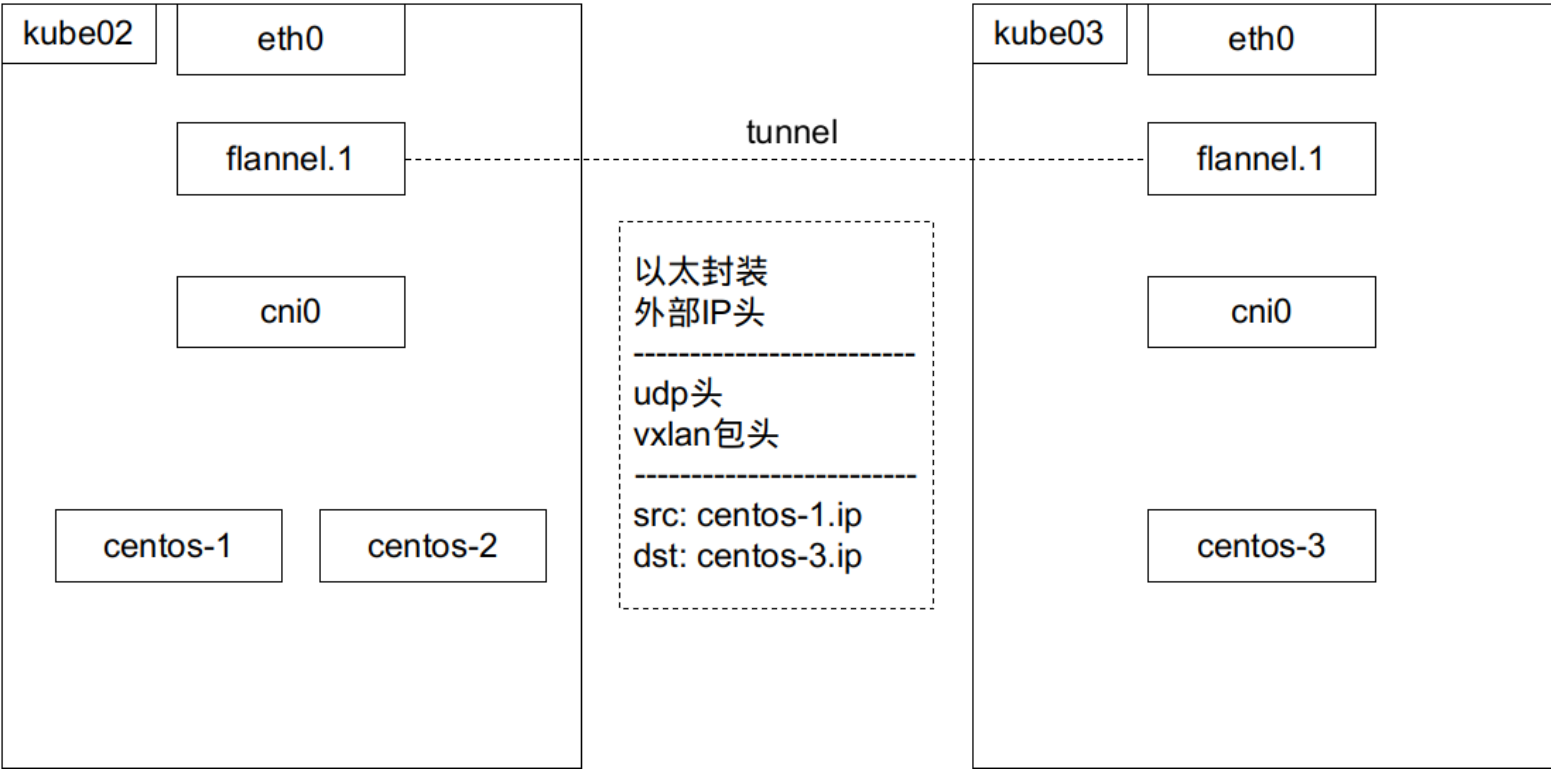 kube02
eth0
kube03
eth0
tunnel
flannel.1
flannel.1
cni0
以太封装
外部IP头
--------------------------
udp头
vxlan包头
--------------------------
src: centos-1.ip
dst: centos-3.ip
cni0
centos-1
centos-2
centos-3